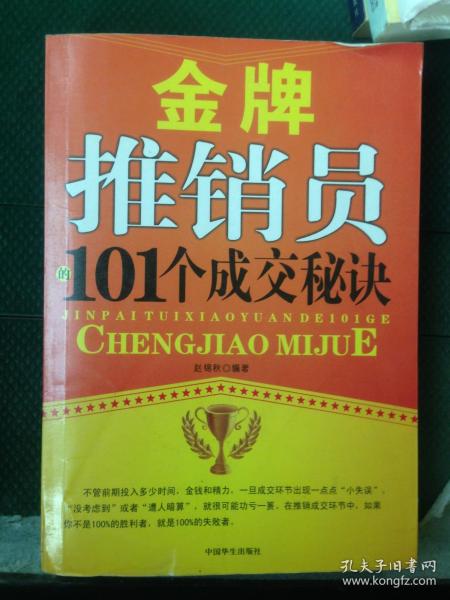 金牌
推销员
的101个成交秘诀
JINPAITUIXIAOYUANDE101GE
CHENGJIAO MIJUE
赵锦秋◎编著
不管前期投入多少时间，金钱和精力，一旦成交环节出现一点点“小失误”，
“没考虑到”或者“遭人暗算”，就很可能功亏一篑。在推销成交环节中，如果
你不是100%的胜利者，就是100%的失败者。
中国华生出版社
孔夫子旧书网
www.kongfz.com